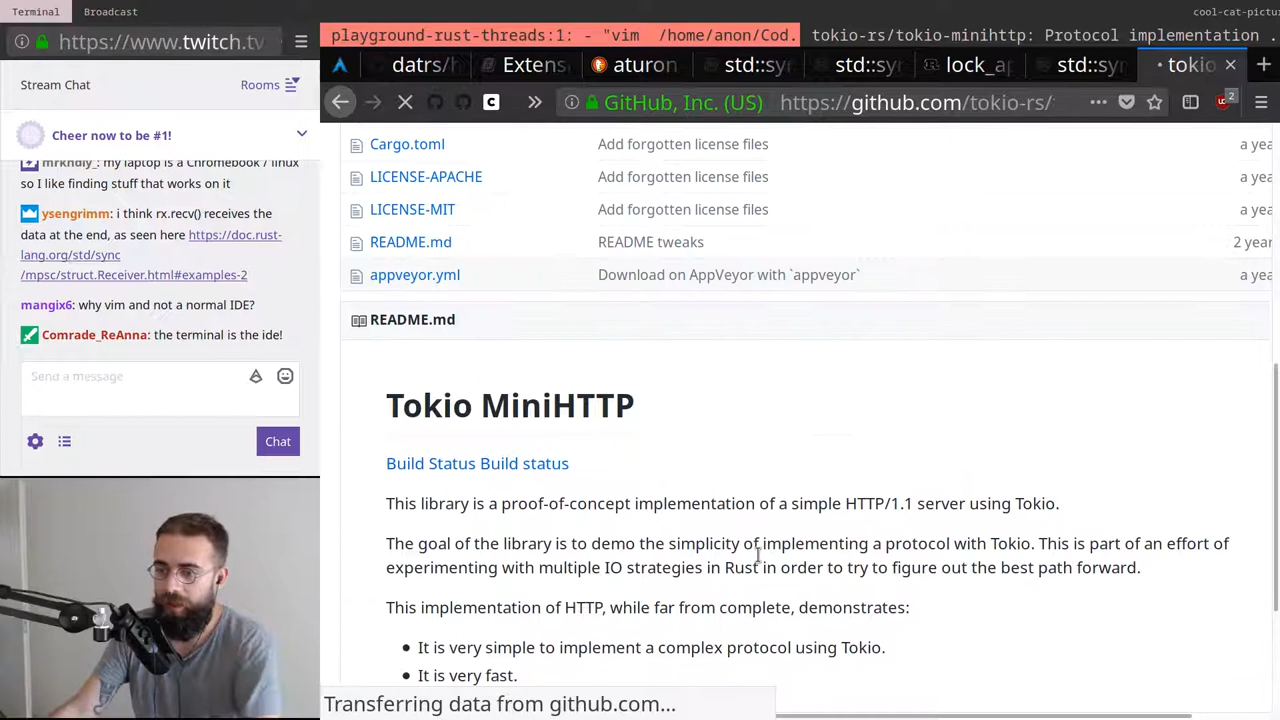 Terminal
Broadcast
cool-cat-pictu
https://www.twitch.tv
playground-rust-threads:1: - "vim /home/anon/Cod.
tokio-rs/tokio-minihttp: Protocol implementation .
datrs/h
Extens
aturon
std::syn
std::syn
lock_ap
std::syn
tokio
GitHub, Inc. (US)
https://github.com/tokio-rs/
2
Stream Chat
Rooms
Cheer now to be #1!
mrkndly_: my laptop is a Chromebook / linux
so I like finding stuff that works on it
ysengrimm: i think rx.recv() receives the
data at the end, as seen here https://doc.rust-
lang.org/std/sync
/mpsc/struct.Receiver.html#examples-2
mangix6: why vim and not a normal IDE?
Comrade_ReAnna: the terminal is the ide!
Send a message
Chat
Cargo.toml
Add forgotten license files
a yea
LICENSE-APACHE
Add forgotten license files
a yea
LICENSE-MIT
Add forgotten license files
a yea
README.md
README tweaks
2 year
appveyor.yml
Download on AppVeyor with `appveyor`
a yea
README.md
Tokio MiniHTTP
Build Status Build status
This library is a proof-of-concept implementation of a simple HTTP/1.1 server using Tokio.
The goal of the library is to demo the simplicity of implementing a protocol with Tokio. This is part of an effort of
experimenting with multiple IO strategies in Rust in order to try to figure out the best path forward.
This implementation of HTTP, while far from complete, demonstrates:
● It is very simple to implement a complex protocol using Tokio.
● It is very fast.
Transferring data from github.com...